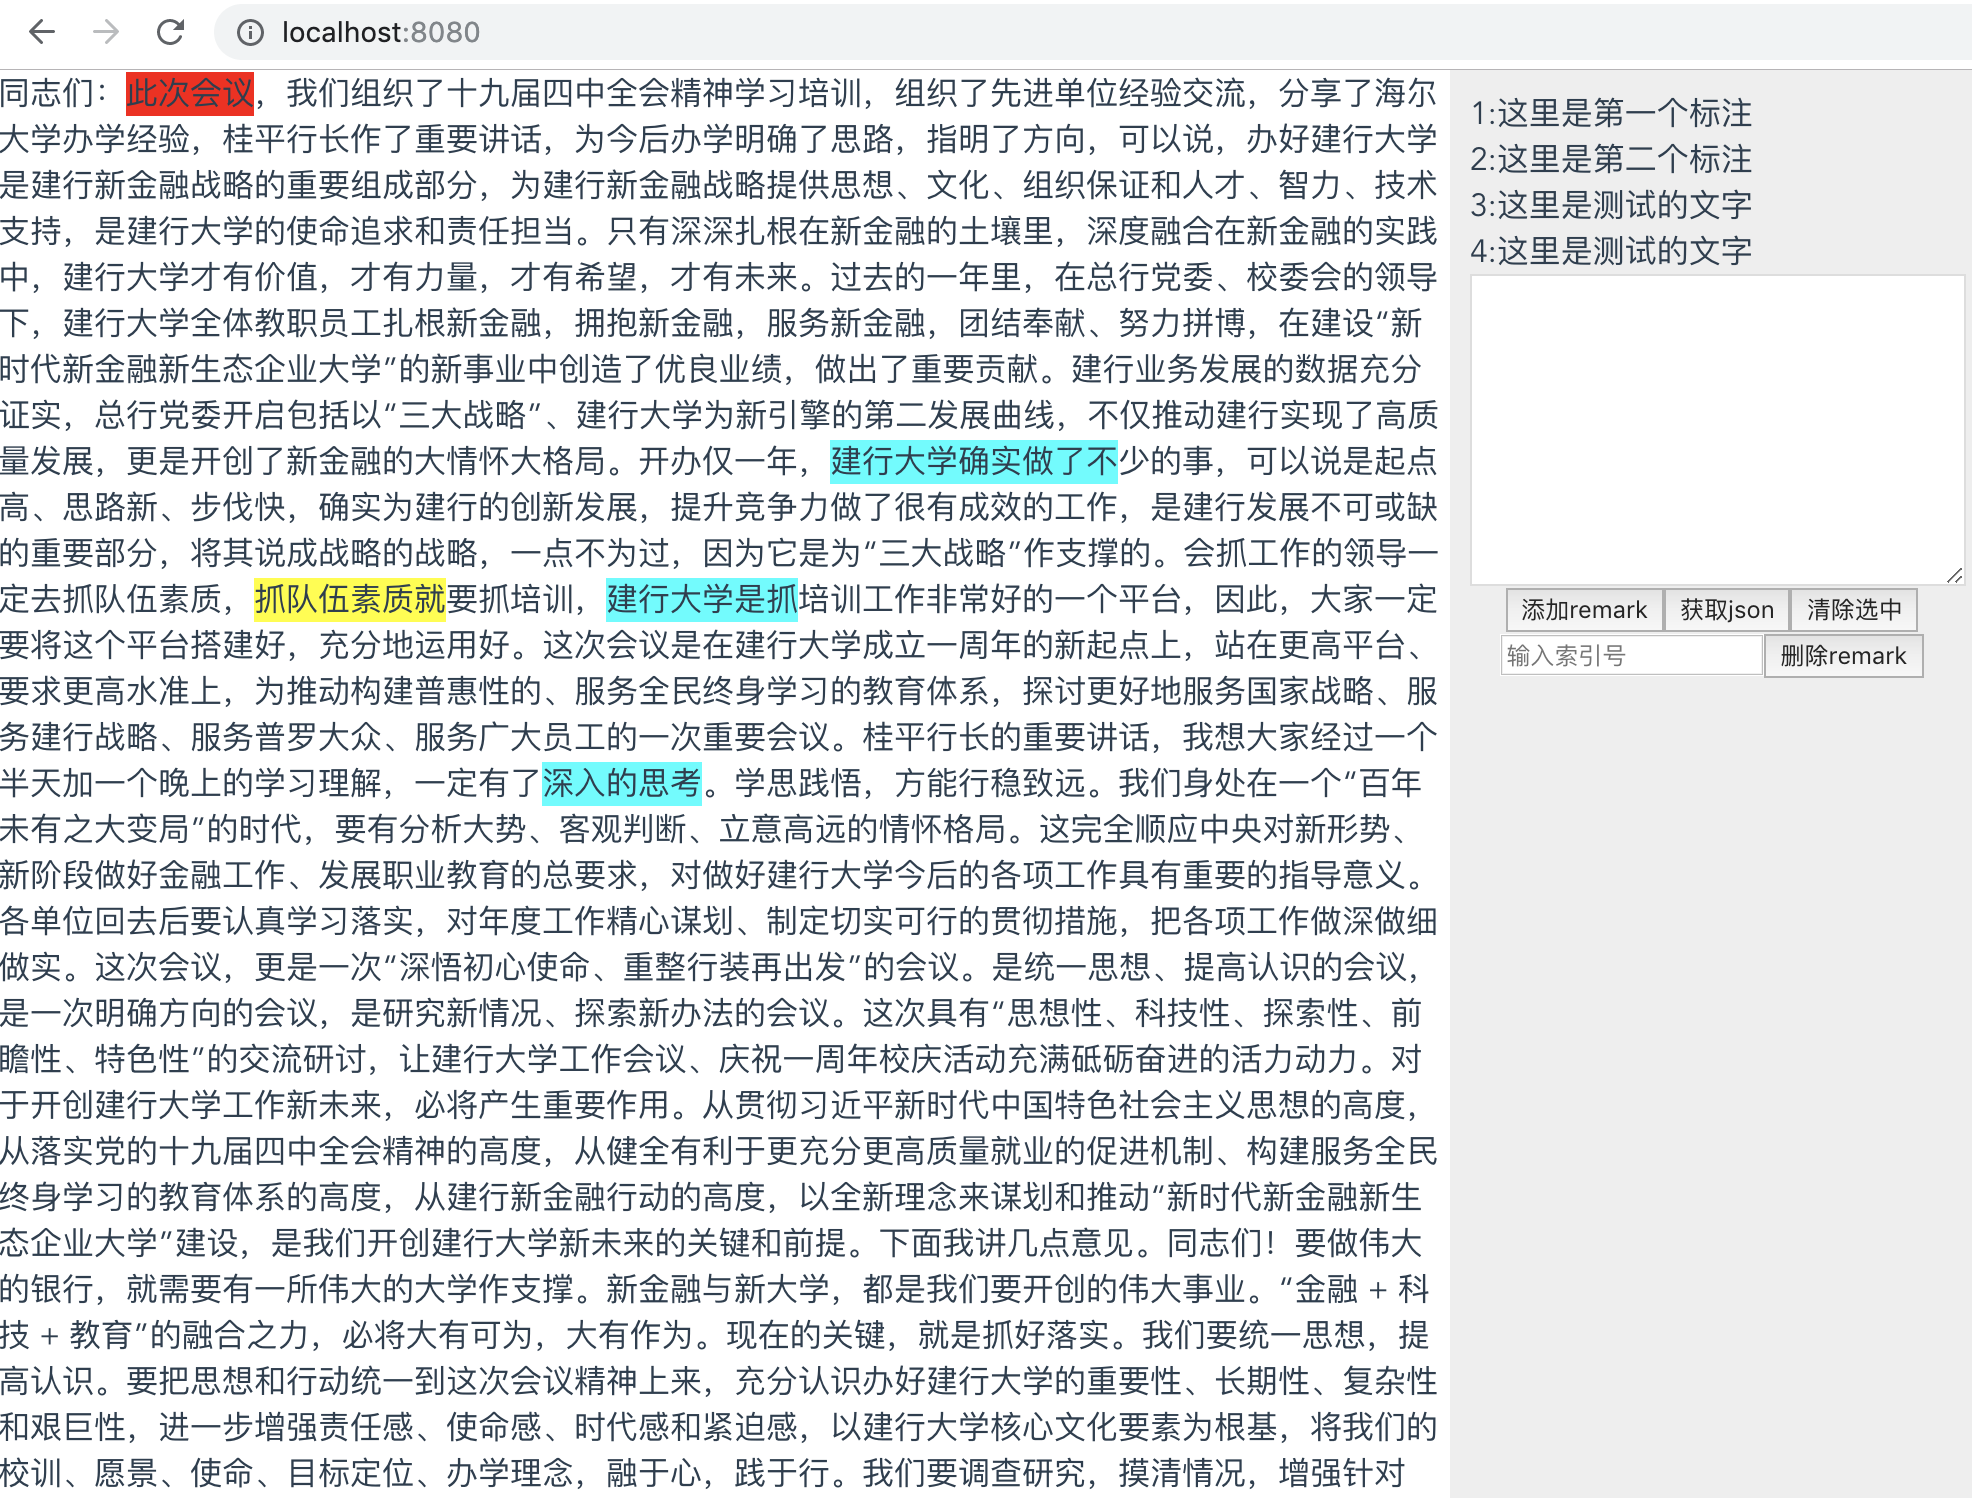 localhost:8080
同志们：此次会议，我们组织了十九届四中全会精神学习培训，组织了先进单位经验交流，分享了海尔
大学办学经验，桂平行长作了重要讲话，为今后办学明确了思路，指明了方向，可以说，办好建行大学
是建行新金融战略的重要组成部分，为建行新金融战略提供思想、文化、组织保证和人才、智力、技术
支持，是建行大学的使命追求和责任担当。只有深深扎根在新金融的土壤里，深度融合在新金融的实践
中，建行大学才有价值，才有力量，才有希望，才有未来。过去的一年里，在总行党委、校委会的领导
下，建行大学全体教职员工扎根新金融，拥抱新金融，服务新金融，团结奉献、努力拼博，在建设“新
时代新金融新生态企业大学”的新事业中创造了优良业绩，做出了重要贡献。建行业务发展的数据充分
证实，总行党委开启包括以“三大战略”、建行大学为新引擎的第二发展曲线，不仅推动建行实现了高质
量发展，更是开创了新金融的大情怀大格局。开办仅一年，建行大学确实做了不少的事，可以说是起点
高、思路新、步伐快，确实为建行的创新发展，提升竞争力做了很有成效的工作，是建行发展不可或缺
的重要部分，将其说成战略的战略，一点不为过，因为它是为“三大战略”作支撑的。会抓工作的领导一
定去抓队伍素质，抓队伍素质就要抓培训，建行大学是抓培训工作非常好的一个平台，因此，大家一定
要将这个平台搭建好，充分地运用好。这次会议是在建行大学成立一周年的新起点上，站在更高平台、
要求更高水准上，为推动构建普惠性的、服务全民终身学习的教育体系，探讨更好地服务国家战略、服
务建行战略、服务普罗大众、服务广大员工的一次重要会议。桂平行长的重要讲话，我想大家经过一个
半天加一个晚上的学习理解，一定有了深入的思考。学思践悟，方能行稳致远。我们身处在一个“百年
未有之大变局”的时代，要有分析大势、客观判断、立意高远的情怀格局。这完全顺应中央对新形势、
新阶段做好金融工作、发展职业教育的总要求，对做好建行大学今后的各项工作具有重要的指导意义。
各单位回去后要认真学习落实，对年度工作精心谋划、制定切实可行的贯彻措施，把各项工作做深做细
做实。这次会议，更是一次“深悟初心使命、重整行装再出发”的会议。是统一思想、提高认识的会议，
是一次明确方向的会议，是研究新情况、探索新办法的会议。这次具有“思想性、科技性、探索性、前
瞻性、特色性”的交流研讨，让建行大学工作会议、庆祝一周年校庆活动充满砥砺奋进的活力动力。对
于开创建行大学工作新未来，必将产生重要作用。从贯彻习近平新时代中国特色社会主义思想的高度，
从落实党的十九届四中全会精神的高度，从健全有利于更充分更高质量就业的促进机制、构建服务全民
终身学习的教育体系的高度，从建行新金融行动的高度，以全新理念来谋划和推动“新时代新金融新生
态企业大学”建设，是我们开创建行大学新未来的关键和前提。下面我讲几点意见。同志们！要做伟大
的银行，就需要有一所伟大的大学作支撑。新金融与新大学，都是我们要开创的伟大事业。“金融 + 科
技 + 教育”的融合之力，必将大有可为，大有作为。现在的关键，就是抓好落实。我们要统一思想，提
高认识。要把思想和行动统一到这次会议精神上来，充分认识办好建行大学的重要性、长期性、复杂性
和艰巨性，进一步增强责任感、使命感、时代感和紧迫感，以建行大学核心文化要素为根基，将我们的
校训、愿景、使命、目标定位、办学理念，融于心，践于行。我们要调查研究，摸清情况，增强针对
1:这里是第一个标注
2:这里是第二个标注
3:这里是测试的文字
4:这里是测试的文字
添加remark 获取json 清除选中
输入索引号 删除remark